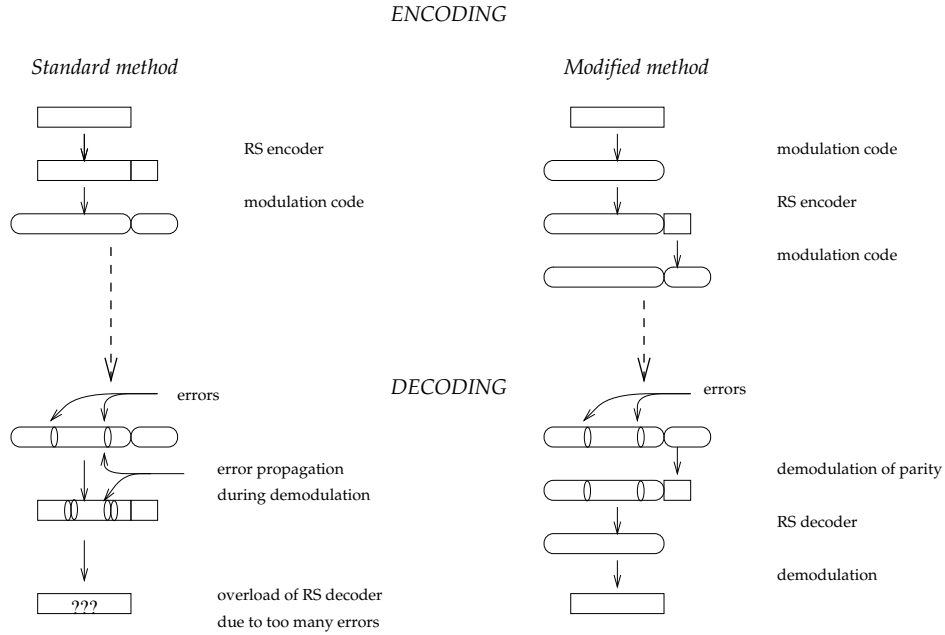 ENCODING
Standard method
Modified method
RS encoder
modulation code
modulation code
RS encoder
modulation code
DECODING
errors
errors
error propagation
during demodulation
demodulation of parity
RS decoder
demodulation
???
overload of RS decoder
due to too many errors